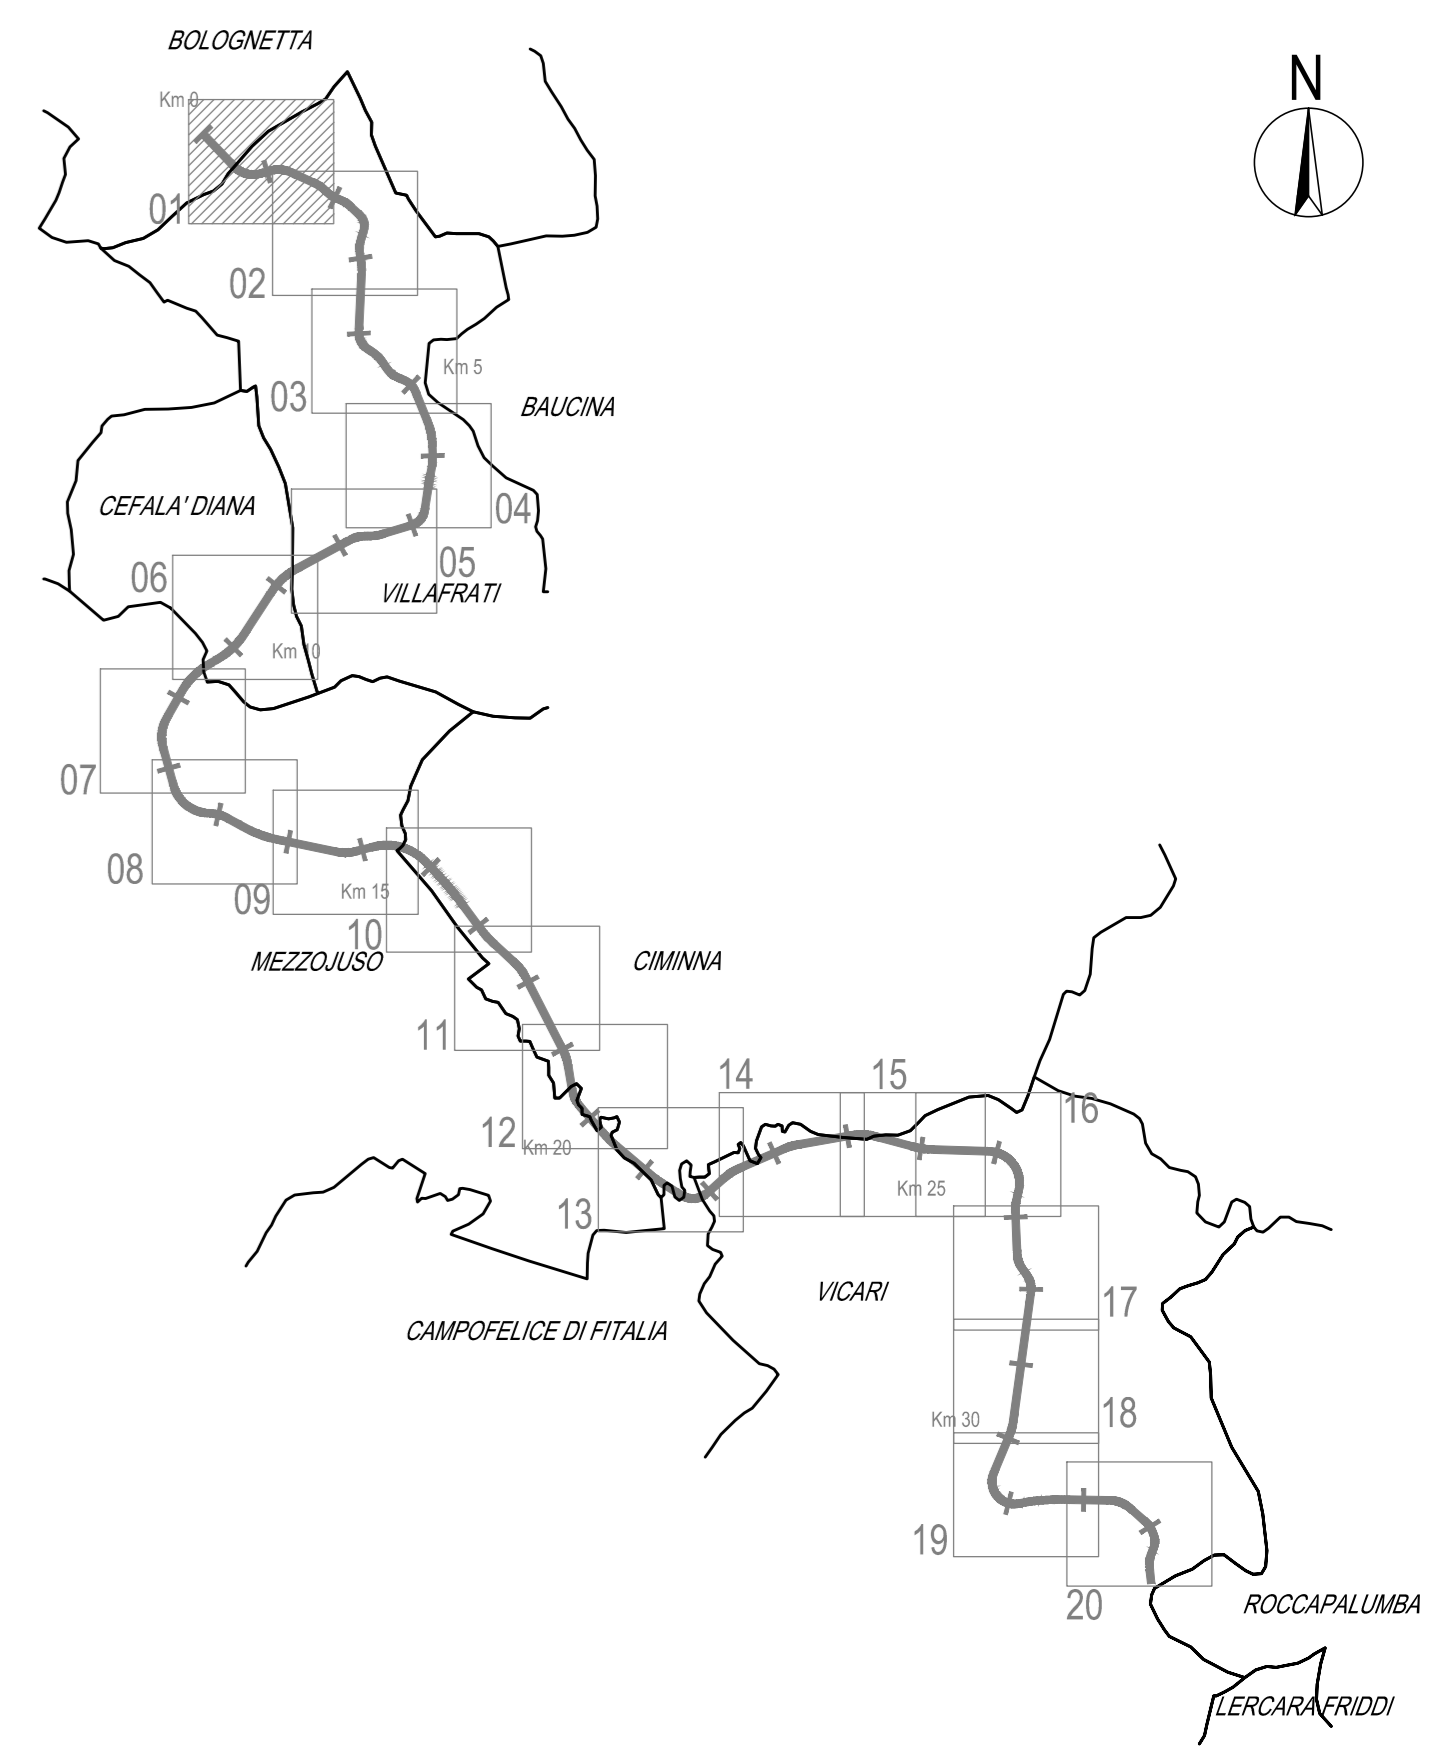 BOLOGNETTA
N
Km 0
01
02
Km 5
03
BAUCINA
CEFALA' DIANA
04
05
06
VILLAFRATI
Km 10
07
08
Km 15
09
10
MEZZOJUSO
CIMINNA
11
14
15
16
12
Km 20
Km 25
13
VICARI
17
CAMPOFELICE DI FITALIA
18
Km 30
19
20
ROCCAPALUMBA
LERCARA FRIDDI